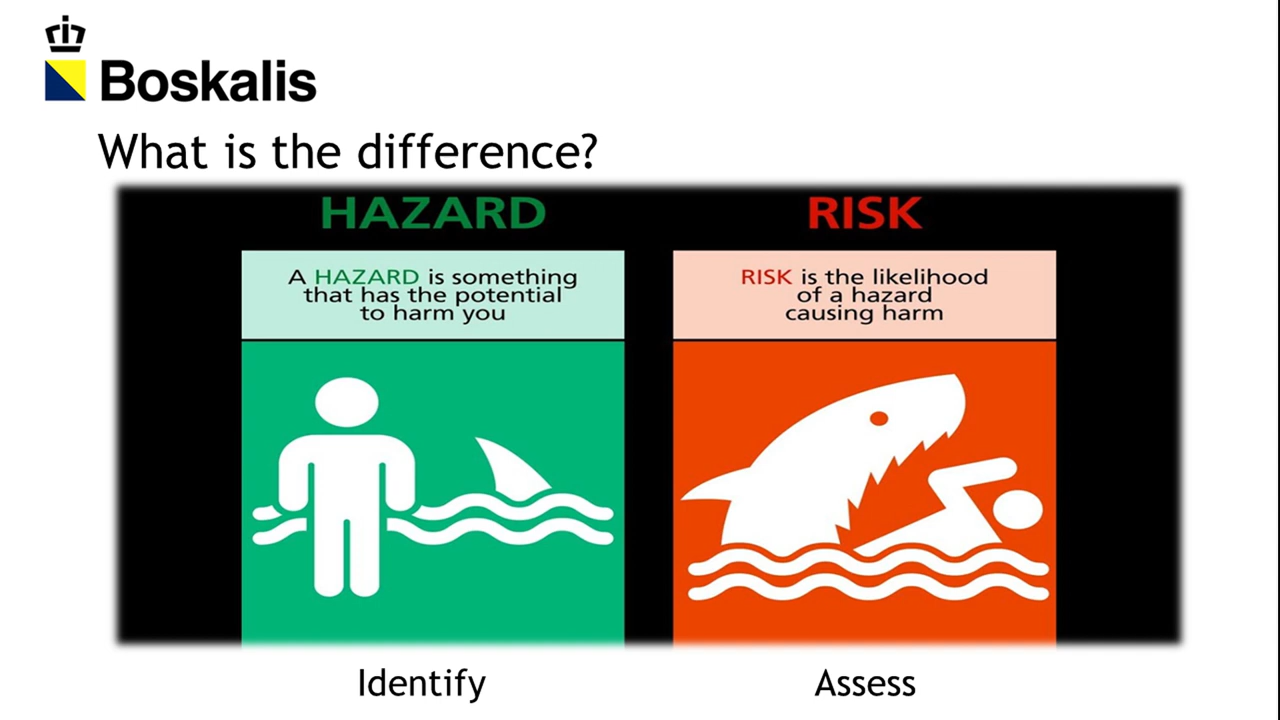 Boskalis
What is the difference?
HAZARD
A HAZARD is something
that has the potential
to harm you
RISK
RISK is the likelihood
of a hazard
causing harm
Identify
Assess